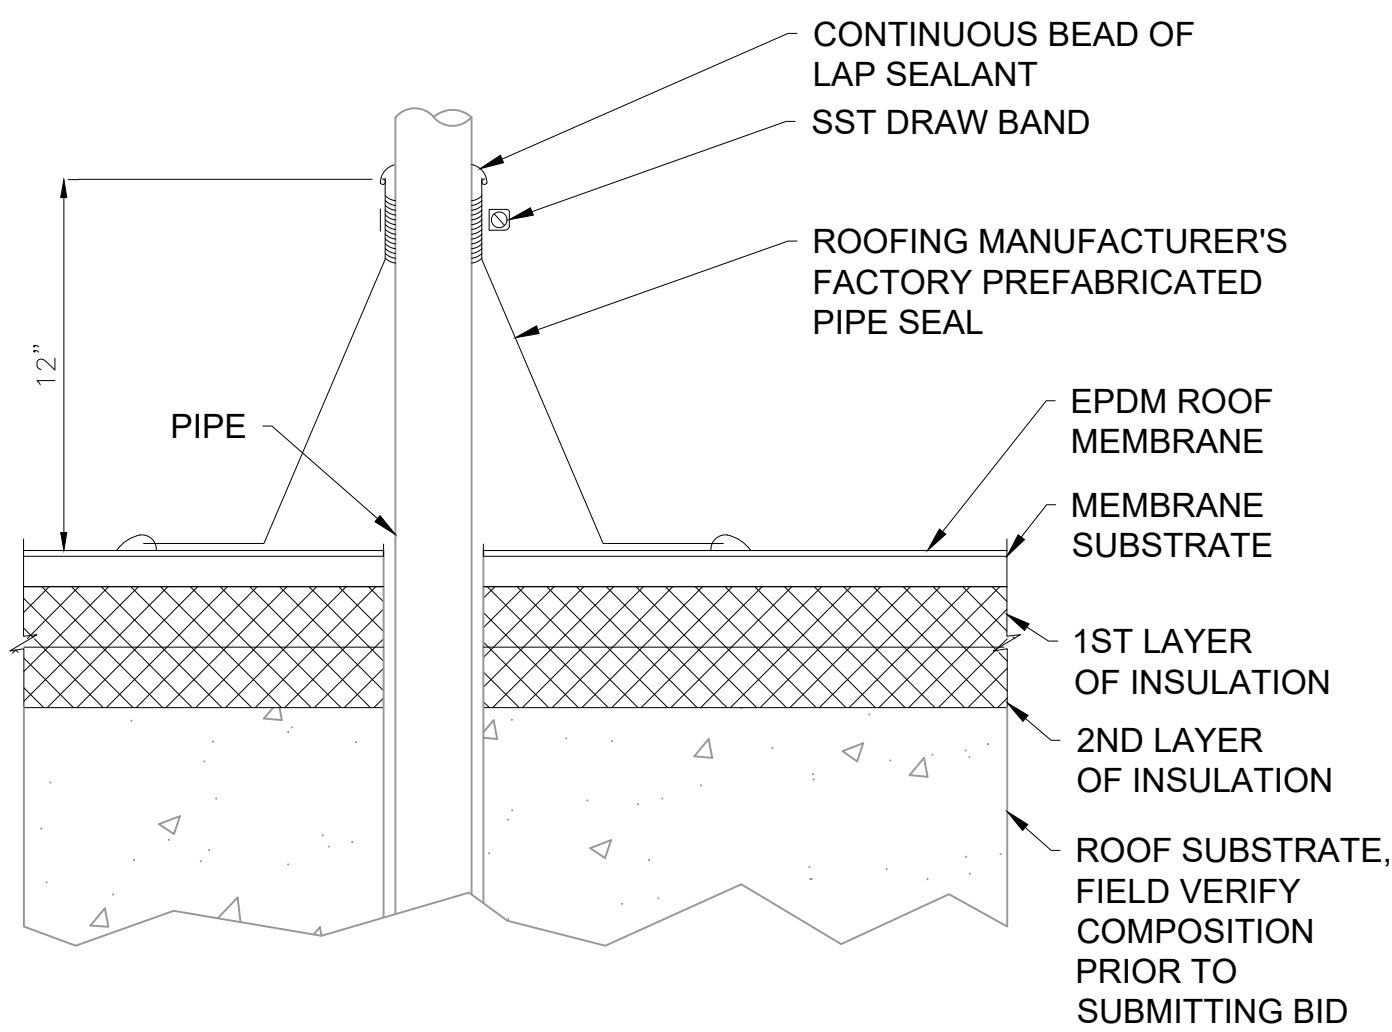 CONTINUOUS BEAD OF
LAP SEALANT
SST DRAW BAND
ROOFING MANUFACTURER'S
FACTORY PREFABRICATED
PIPE SEAL
12"
PIPE
EPDM ROOF
MEMBRANE
MEMBRANE
SUBSTRATE
1ST LAYER
OF INSULATION
2ND LAYER
OF INSULATION
ROOF SUBSTRATE,
FIELD VERIFY
COMPOSITION
PRIOR TO
SUBMITTING BID